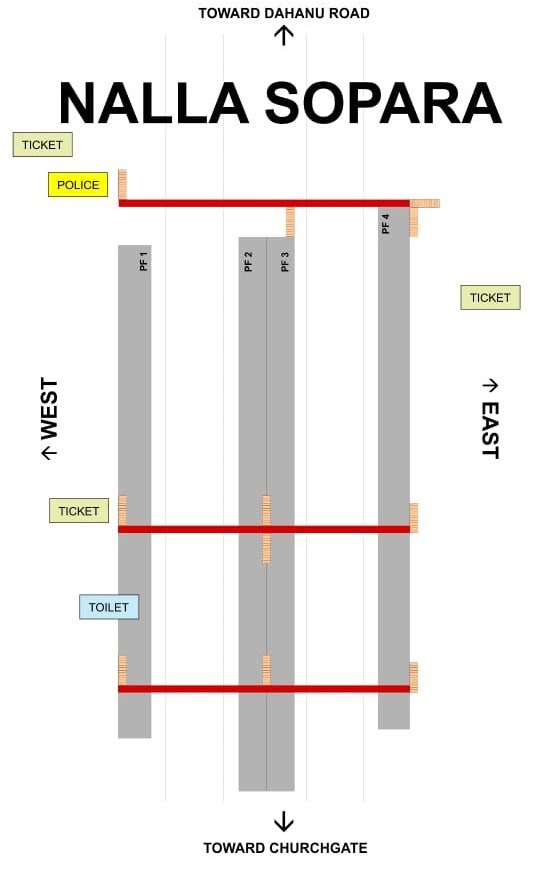 TOWARD DAHANU ROAD
NALLA SOPARA
TICKET
POLICE
PF 4
PF 1
PF 2
PF 3
TICKET
WEST
EAST
TICKET
TOILET
TOWARD CHURCHGATE